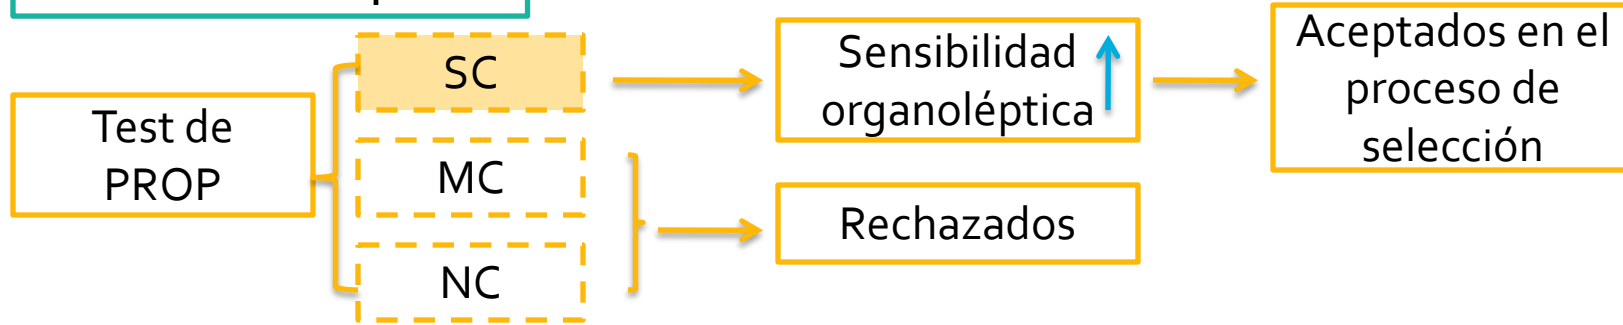 Test de
PROP
SC
MC
NC
Sensibilidad
organoléptica
Rechazados
Aceptados en el
proceso de
selección